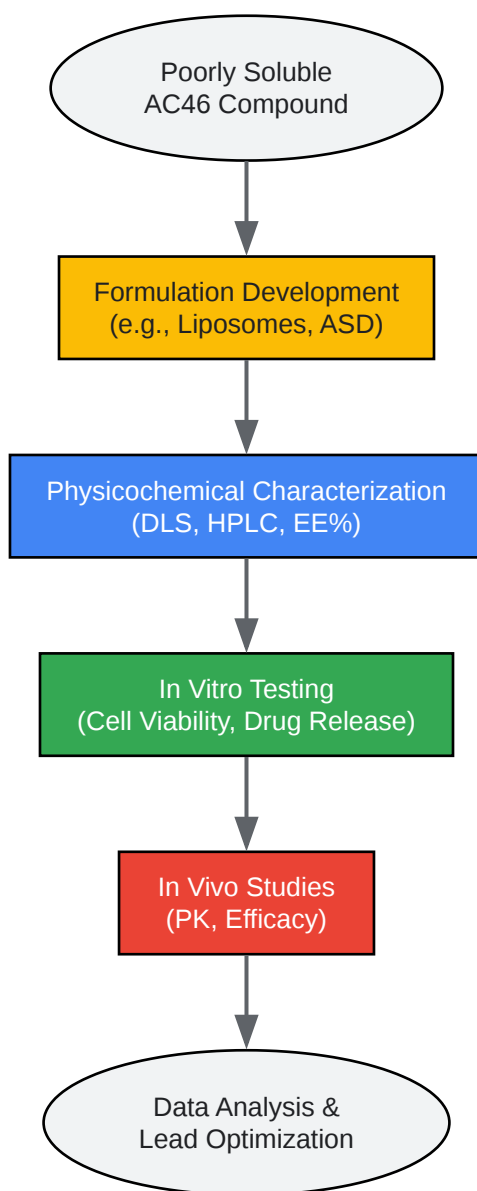 Poorly Soluble
AC46 Compound
Formulation Development
(e.g., Liposomes, ASD)
Physicochemical Characterization
(DLS, HPLC, EE%)
In Vitro Testing
(Cell Viability, Drug Release)
In Vivo Studies
(PK, Efficacy)
Data Analysis &
Lead Optimization